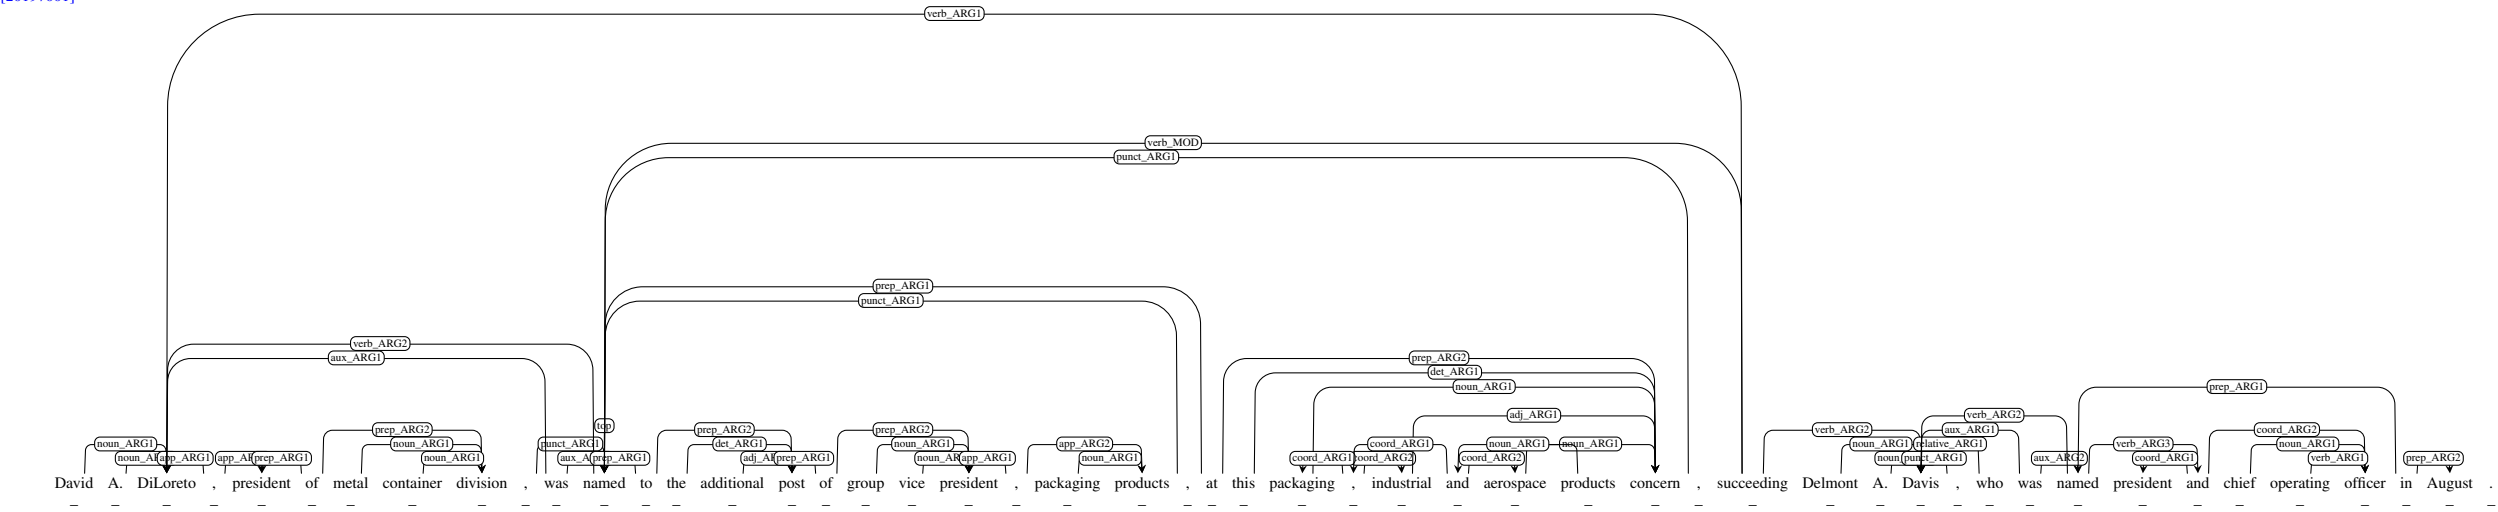 verb_ARG1
verb_MOD
punct_ARG1
prep_ARG1
punct_ARG1
verb_ARG2
aux_ARG1 prep_ARG2
det_ARG1
noun_ARG1 prep_ARG1
adj_ARG1 verb_ARG2
top
prep_ARG2 prep_ARG2 prep_ARG2 verb_ARG2 aux_ARG1 coord_ARG2
noun_ARG1 noun_ARG1 punct_ARG1 det_ARG1 noun_ARG1 app_ARG2 coord_ARG1 noun_ARG1 noun_ARG1 noun_ARG1 relative_ARG1 verb_ARG3 noun_ARG1
app_ARG1 prep_ARG1 noun_ARG1 prep_ARG1 prep_ARG1 app_ARG1 noun_ARG1 coord_ARG1 coord_ARG2 coord_ARG2 punct_ARG1 aux_ARG2 coord_ARG1 verb_ARG1 prep_ARG2
David A. DiLoreto , president of metal container division , was named to the additional post of group vice president , packaging products , at this packaging , industrial and aerospace products concern , succeeding Delmont A. Davis , who was named president and chief operating officer in August .
_ _ _ _ _ _ _ _ _ _ _ _ _ _ _ _ _ _ _ _ _ _ _ _ _ _ _ _ _ _ _ _ _ _ _ _ _ _ _ _ _ _ _ _ _ _ _ _ _ _